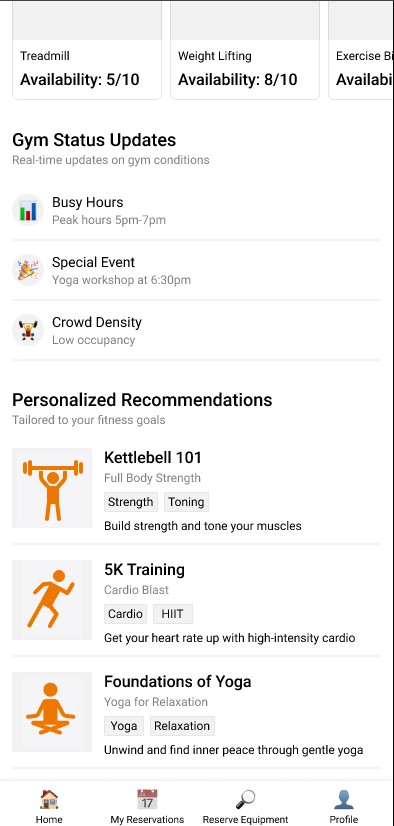 Treadmill
Availability: 5/10
Weight Lifting
Availability: 8/10
Exercise Bi
Availabi
Gym Status Updates
Real-time updates on gym conditions
Busy Hours
Peak hours 5pm-7pm
Special Event
Yoga workshop at 6:30pm
Crowd Density
Low occupancy
Personalized Recommendations
Tailored to your fitness goals
Kettlebell 101
Full Body Strength
Strength Toning
Build strength and tone your muscles
5K Training
Cardio Blast
Cardio HIIT
Get your heart rate up with high-intensity cardio
Foundations of Yoga
Yoga for Relaxation
Yoga Relaxation
Unwind and find inner peace through gentle yoga
17
Home My Reservations Reserve Equipment Profile